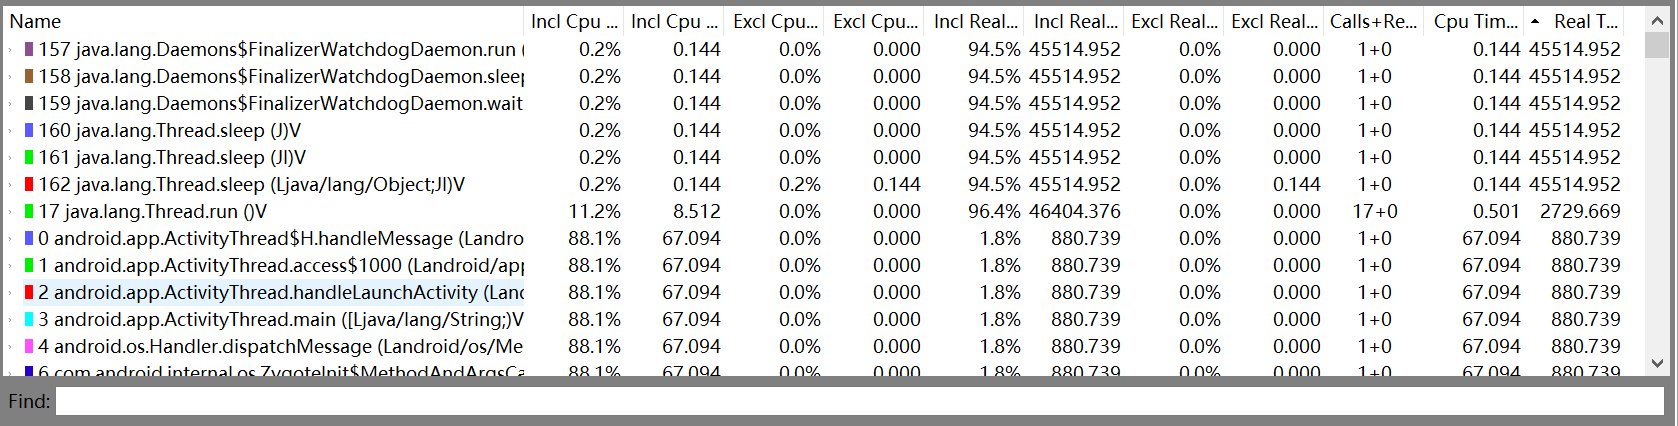 Name Incl Cpu ... Incl Cpu ... Excl Cpu... Excl Cpu... Incl Real... Incl Real... Excl Real... Excl Real... Calls+Re... Cpu Tim... Real T...
157 java.lang.Daemons$FinalizerWatchdogDaemon.run ( 0.2% 0.144 0.0% 0.000 94.5% 45514.952 0.0% 0.000 1+0 0.144 45514.952
158 java.lang.Daemons$FinalizerWatchdogDaemon.sleep 0.2% 0.144 0.0% 0.000 94.5% 45514.952 0.0% 0.000 1+0 0.144 45514.952
159 java.lang.Daemons$FinalizerWatchdogDaemon.wait 0.2% 0.144 0.0% 0.000 94.5% 45514.952 0.0% 0.000 1+0 0.144 45514.952
160 java.lang.Thread.sleep (J)V 0.2% 0.144 0.0% 0.000 94.5% 45514.952 0.0% 0.000 1+0 0.144 45514.952
161 java.lang.Thread.sleep (JI)V 0.2% 0.144 0.0% 0.000 94.5% 45514.952 0.0% 0.000 1+0 0.144 45514.952
162 java.lang.Thread.sleep (Ljava/lang/Object;JI)V 0.2% 0.144 0.2% 0.144 94.5% 45514.952 0.0% 0.144 1+0 0.144 45514.952
17 java.lang.Thread.run ()V 11.2% 8.512 0.0% 0.000 96.4% 46404.376 0.0% 0.000 17+0 0.501 2729.669
0 android.app.ActivityThread$H.handleMessage (Landro 88.1% 67.094 0.0% 0.000 1.8% 880.739 0.0% 0.000 1+0 67.094 880.739
1 android.app.ActivityThread.access$1000 (Landroid/app 88.1% 67.094 0.0% 0.000 1.8% 880.739 0.0% 0.000 1+0 67.094 880.739
2 android.app.ActivityThread.handleLaunchActivity (Land 88.1% 67.094 0.0% 0.000 1.8% 880.739 0.0% 0.000 1+0 67.094 880.739
3 android.app.ActivityThread.main ([Ljava/lang/String;)V 88.1% 67.094 0.0% 0.000 1.8% 880.739 0.0% 0.000 1+0 67.094 880.739
4 android.os.Handler.dispatchMessage (Landroid/os/Me 88.1% 67.094 0.0% 0.000 1.8% 880.739 0.0% 0.000 1+0 67.094 880.739
6 com.android.internal.os.ZygoteInit$MethodAndArgsCa 88.1% 67.094 0.0% 0.000 1.8% 880.739 0.0% 0.000 1+0 67.094 880.739
Find: